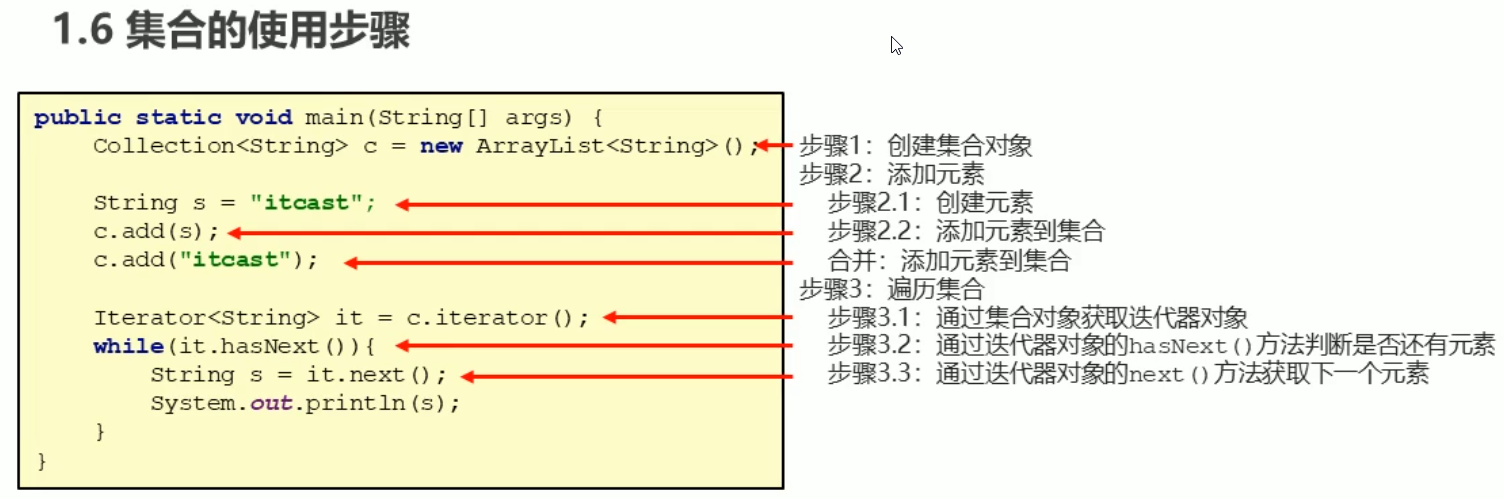 1.6 集合的使用步骤
public static void main(String[] args) {
Collection<String> c = new ArrayList<String>();
String s = "itcast";
c.add(s);
c.add("itcast");
Iterator<String> it = c.iterator();
while(it.hasNext()){
String s = it.next();
System.out.println(s);
}
}
步骤1：创建集合对象
步骤2：添加元素
步骤2.1：创建元素
步骤2.2：添加元素到集合
合并：添加元素到集合
步骤3：遍历集合
步骤3.1：通过集合对象获取迭代器对象
步骤3.2：通过迭代器对象的hasNext()方法判断是否还有元素
步骤3.3：通过迭代器对象的next()方法获取下一个元素